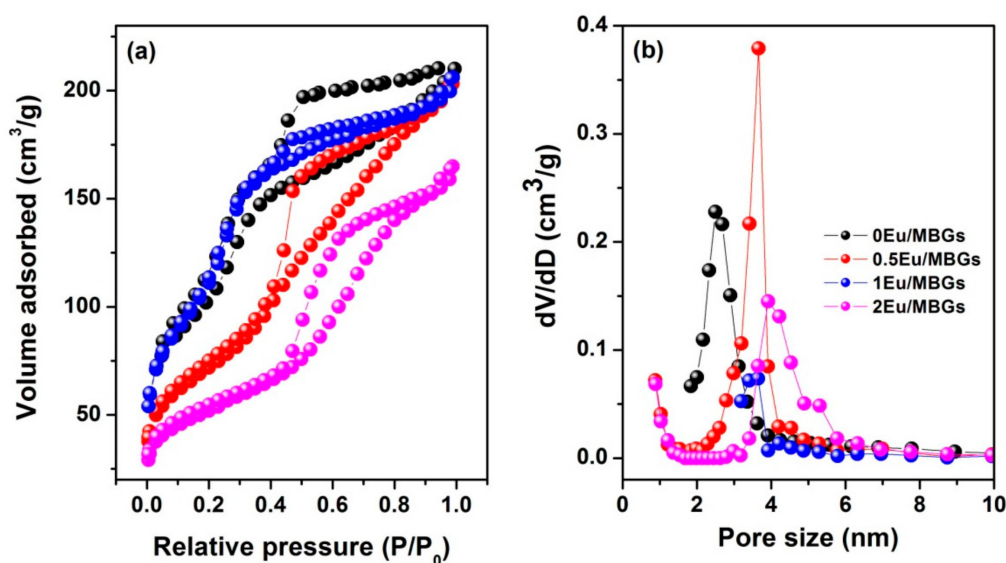 (a)
Volume adsorbed (cm³/g)
200
150
100
50
0.0 0.2 0.4 0.6 0.8 1.0
Relative pressure (P/P₀)
(b)
dV/dD (cm³/g)
0.4
0.3
0.2
0.1
0.0
0Eu/MBGs
0.5Eu/MBGs
1Eu/MBGs
2Eu/MBGs
0 2 4 6 8 10
Pore size (nm)